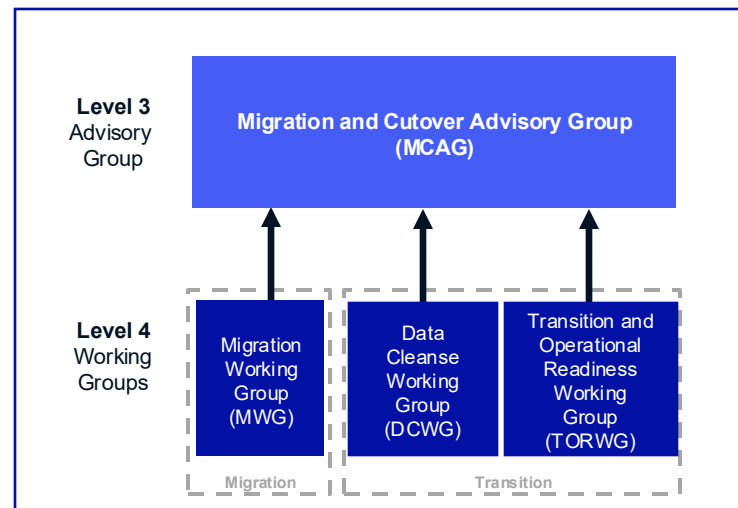 Level 3
Advisory
Group
Migration and Cutover Advisory Group
(MCAG)
Level 4
Working
Groups
Migration
Working
Group
(MWG)
Data
Cleanse
Working
Group
(DCWG)
Transition and
Operational
Readiness
Working
Group
(TORWG)
Migration
Transition